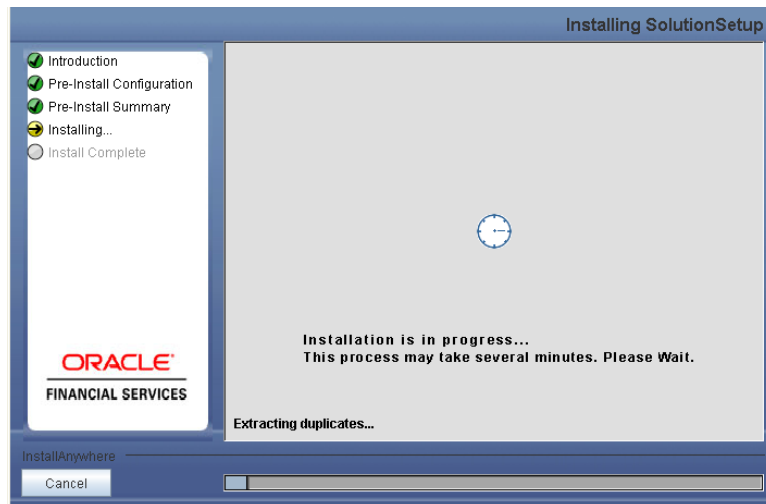 Installing SolutionSetup
Introduction
Pre-Install Configuration
Pre-Install Summary
Installing...
Install Complete
Installation is in progress...
This process may take several minutes. Please Wait.
ORACLE
FINANCIAL SERVICES
Extracting duplicates...
InstallAnywhere
Cancel